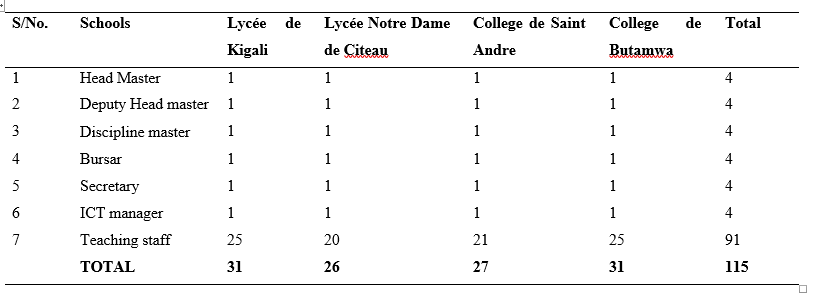 S/No. Schools Lycée de Kigali Lycée Notre Dame de Citeau College de Saint Andre College de Butamwa Total
1 Head Master 1 1 1 1 4
2 Deputy Head master 1 1 1 1 4
3 Discipline master 1 1 1 1 4
4 Bursar 1 1 1 1 4
5 Secretary 1 1 1 1 4
6 ICT manager 1 1 1 1 4
7 Teaching staff 25 20 21 25 91
TOTAL 31 26 27 31 115